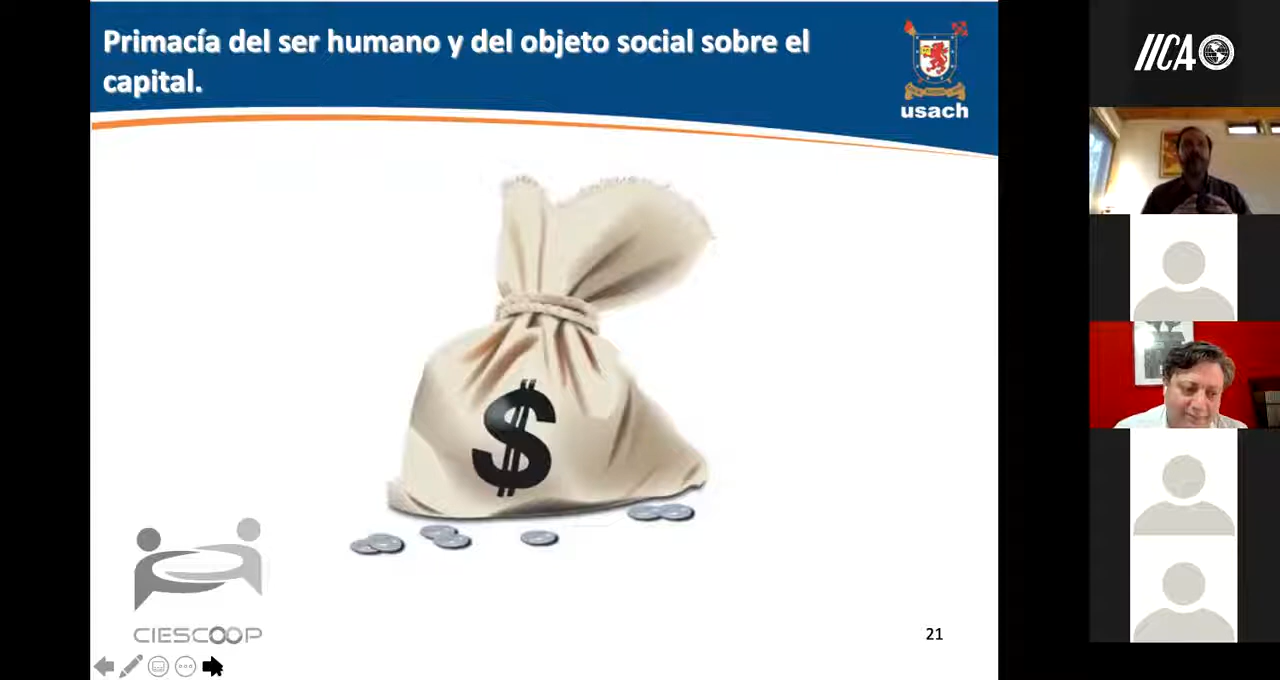 Primacía del ser humano y del objeto social sobre el
capital.
usach
IICA
$
CIESCOOP
21